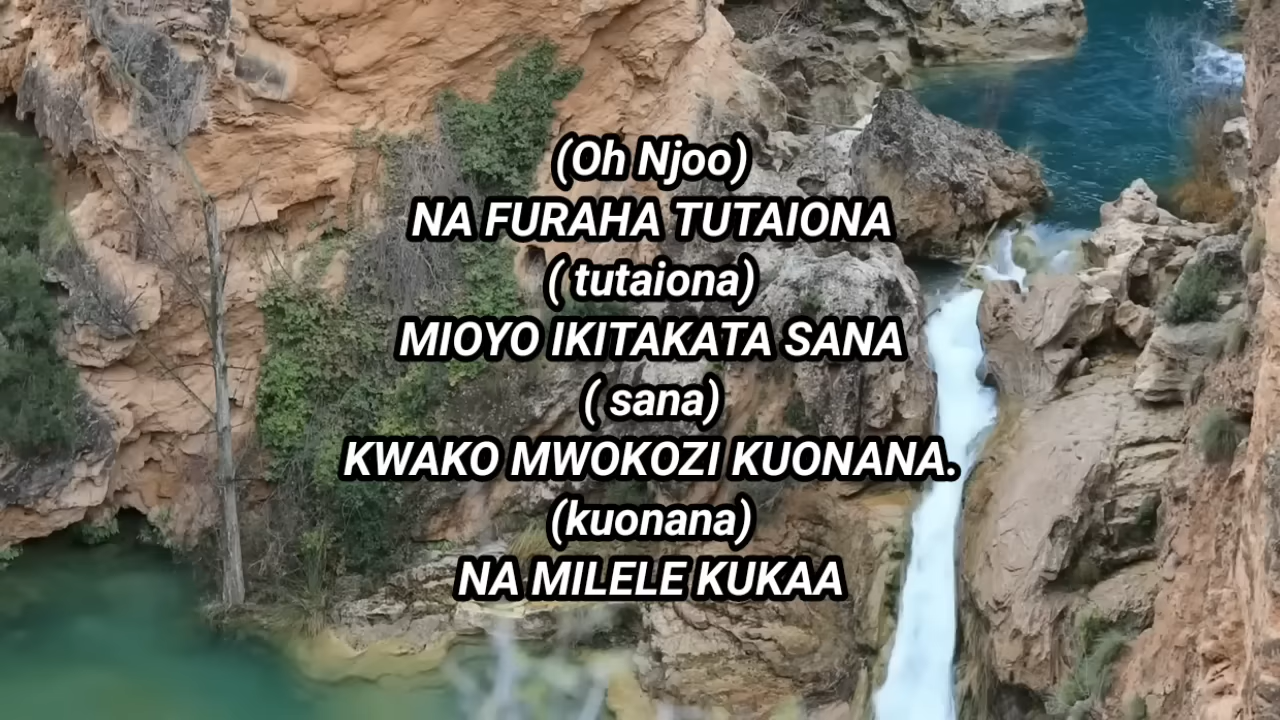 (Oh Njoo)
NA FURAHA TUTAIONA
( tutaiona)
MIOYO IKITAKATA SANA
( sana)
KWAKO MWOKOZI KUONANA.
(kuonana)
NA MILELE KUKAA